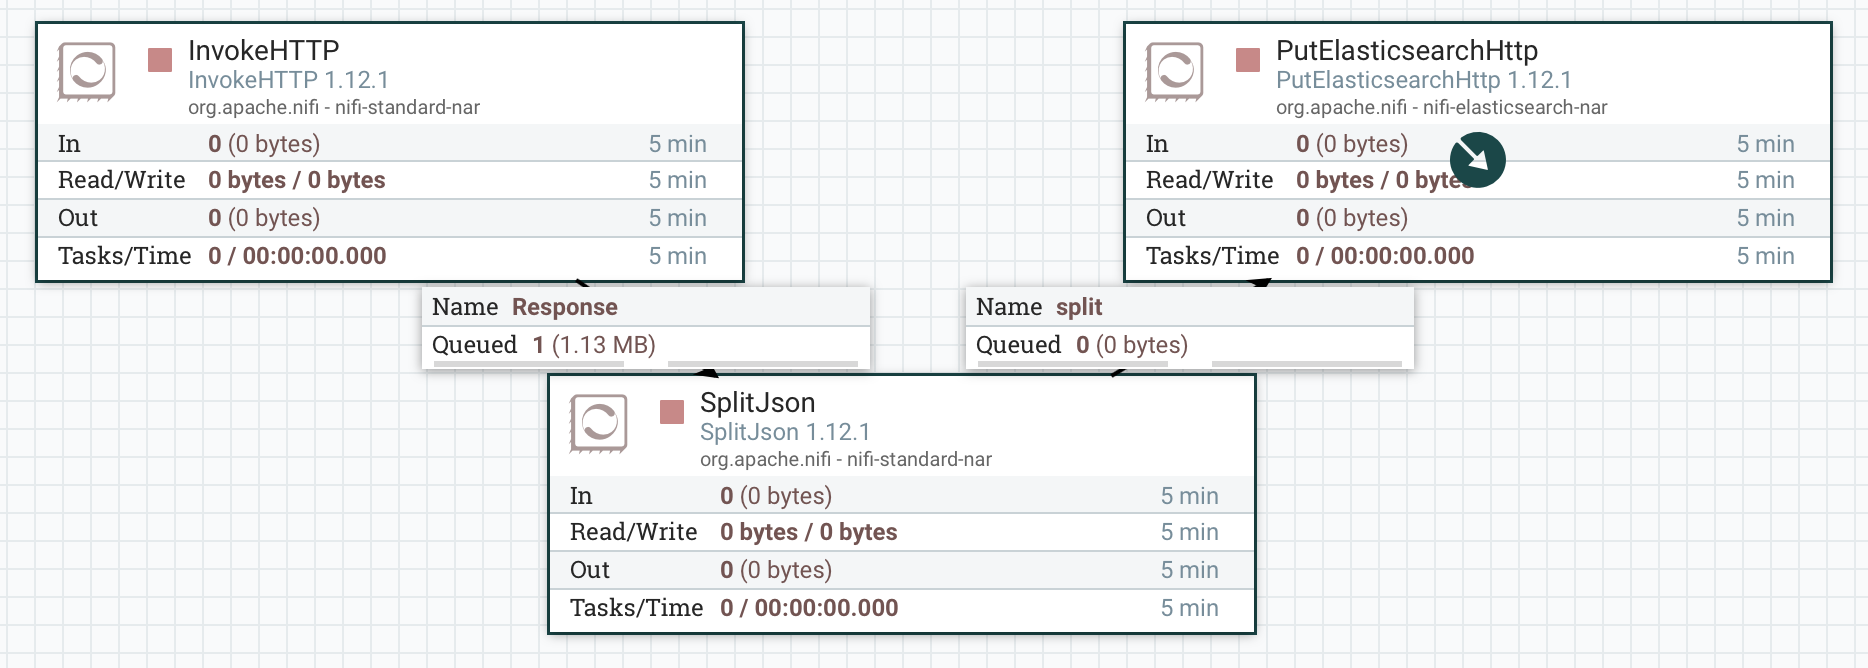 InvokeHTTP
InvokeHTTP 1.12.1
org.apache.nifi - nifi-standard-nar
In 0 (0 bytes) 5 min
Read/Write 0 bytes / 0 bytes 5 min
Out 0 (0 bytes) 5 min
Tasks/Time 0 / 00:00:00.000 5 min
PutElasticsearchHttp
PutElasticsearchHttp 1.12.1
org.apache.nifi - nifi-elasticsearch-nar
In 0 (0 bytes) 5 min
Read/Write 0 bytes / 0 bytes 5 min
Out 0 (0 bytes) 5 min
Tasks/Time 0 / 00:00:00.000 5 min
Name Response
Queued 1 (1.13 MB)
Name split
Queued 0 (0 bytes)
SplitJson
SplitJson 1.12.1
org.apache.nifi - nifi-standard-nar
In 0 (0 bytes) 5 min
Read/Write 0 bytes / 0 bytes 5 min
Out 0 (0 bytes) 5 min
Tasks/Time 0 / 00:00:00.000 5 min